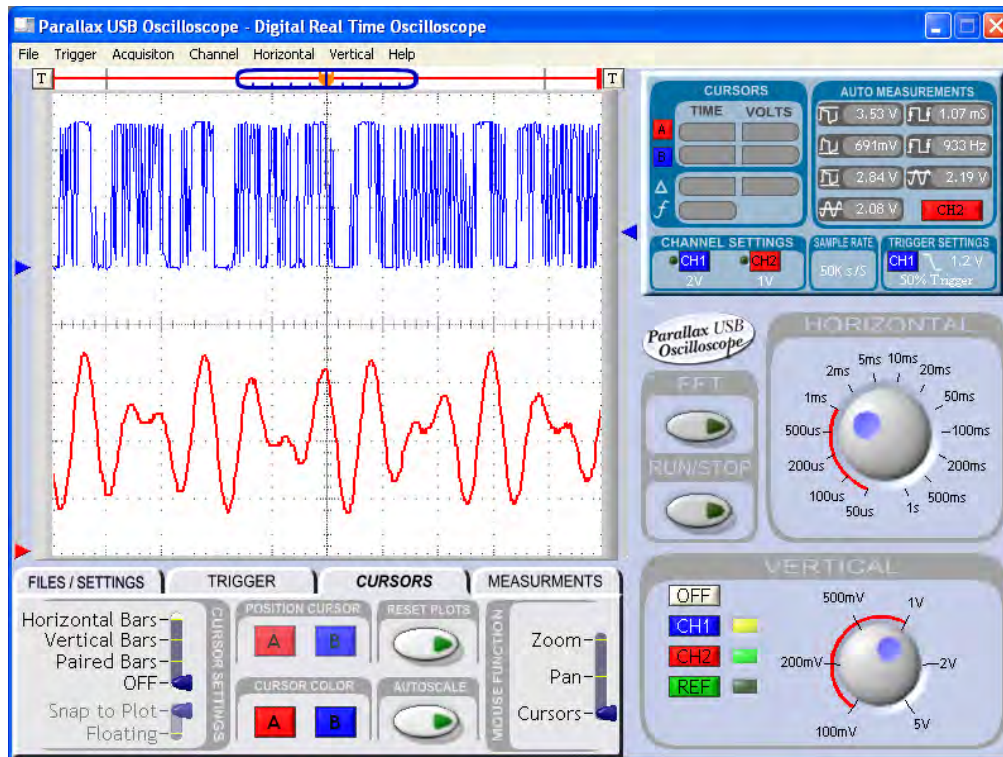 Parallax USB Oscilloscope - Digital Real Time Oscilloscope
File Trigger Acquisiton Channel Horizontal Vertical Help
T T
CURSORS
TIME VOLTS
A
B
Δ
f
AUTO MEASUREMENTS
3.53 V 1.07 mS
691mV 933 Hz
2.84 V 2.19 V
2.08 V CH2
CHANNEL SETTINGS
CH1 CH2
2V 1V
SAMPLE RATE
50K s/S
TRIGGER SETTINGS
CH1 1.2 V
50% Trigger
Parallax USB
Oscilloscope
FFT
RUN/STOP
HORIZONTAL
5ms 10ms
2ms 20ms
1ms 50ms
500us 100ms
200us 200ms
100us 500ms
50us 1s
FILES / SETTINGS TRIGGER CURSORS MEASURMENTS
Horizontal Bars
Vertical Bars
Paired Bars
OFF
Snap to Plot
Floating
CURSOR SETTINGS
POSITION CURSOR
A B
CURSOR COLOR
A B
RESET PLOTS
AUTOSCALE
MOUSE FUNCTION
Zoom
Pan
Cursors
VERTICAL
OFF
CH1
CH2
REF
500mV 1V
200mV 2V
100mV 5V